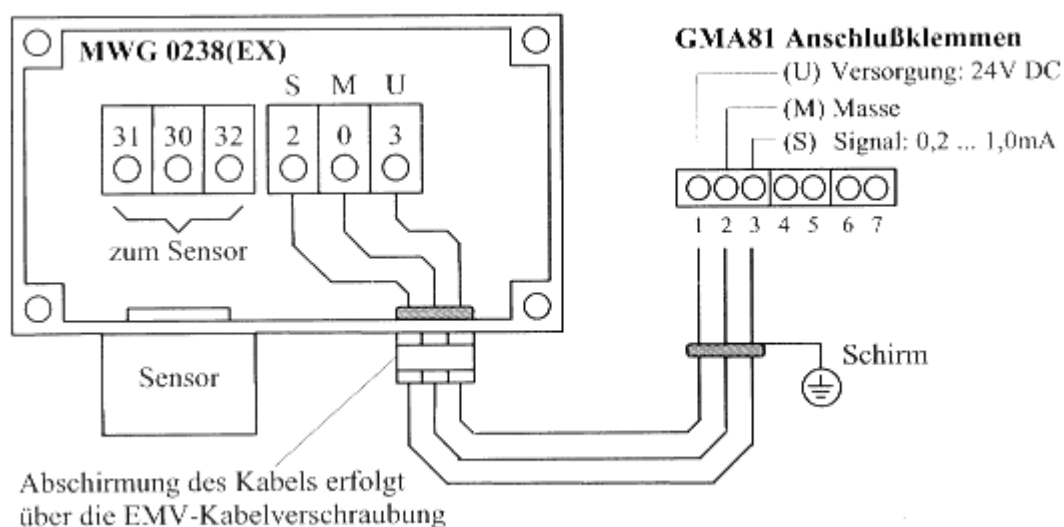 MWG 0238(EX)
S M U
31 30 32 2 0 3
zum Sensor
Sensor
Abschirmung des Kabels erfolgt
über die EMV-Kabelverschraubung
GMA81 Anschlußklemmen
(U) Versorgung: 24V DC
(M) Masse
(S) Signal: 0,2 ... 1,0mA
1 2 3 4 5 6 7
Schirm